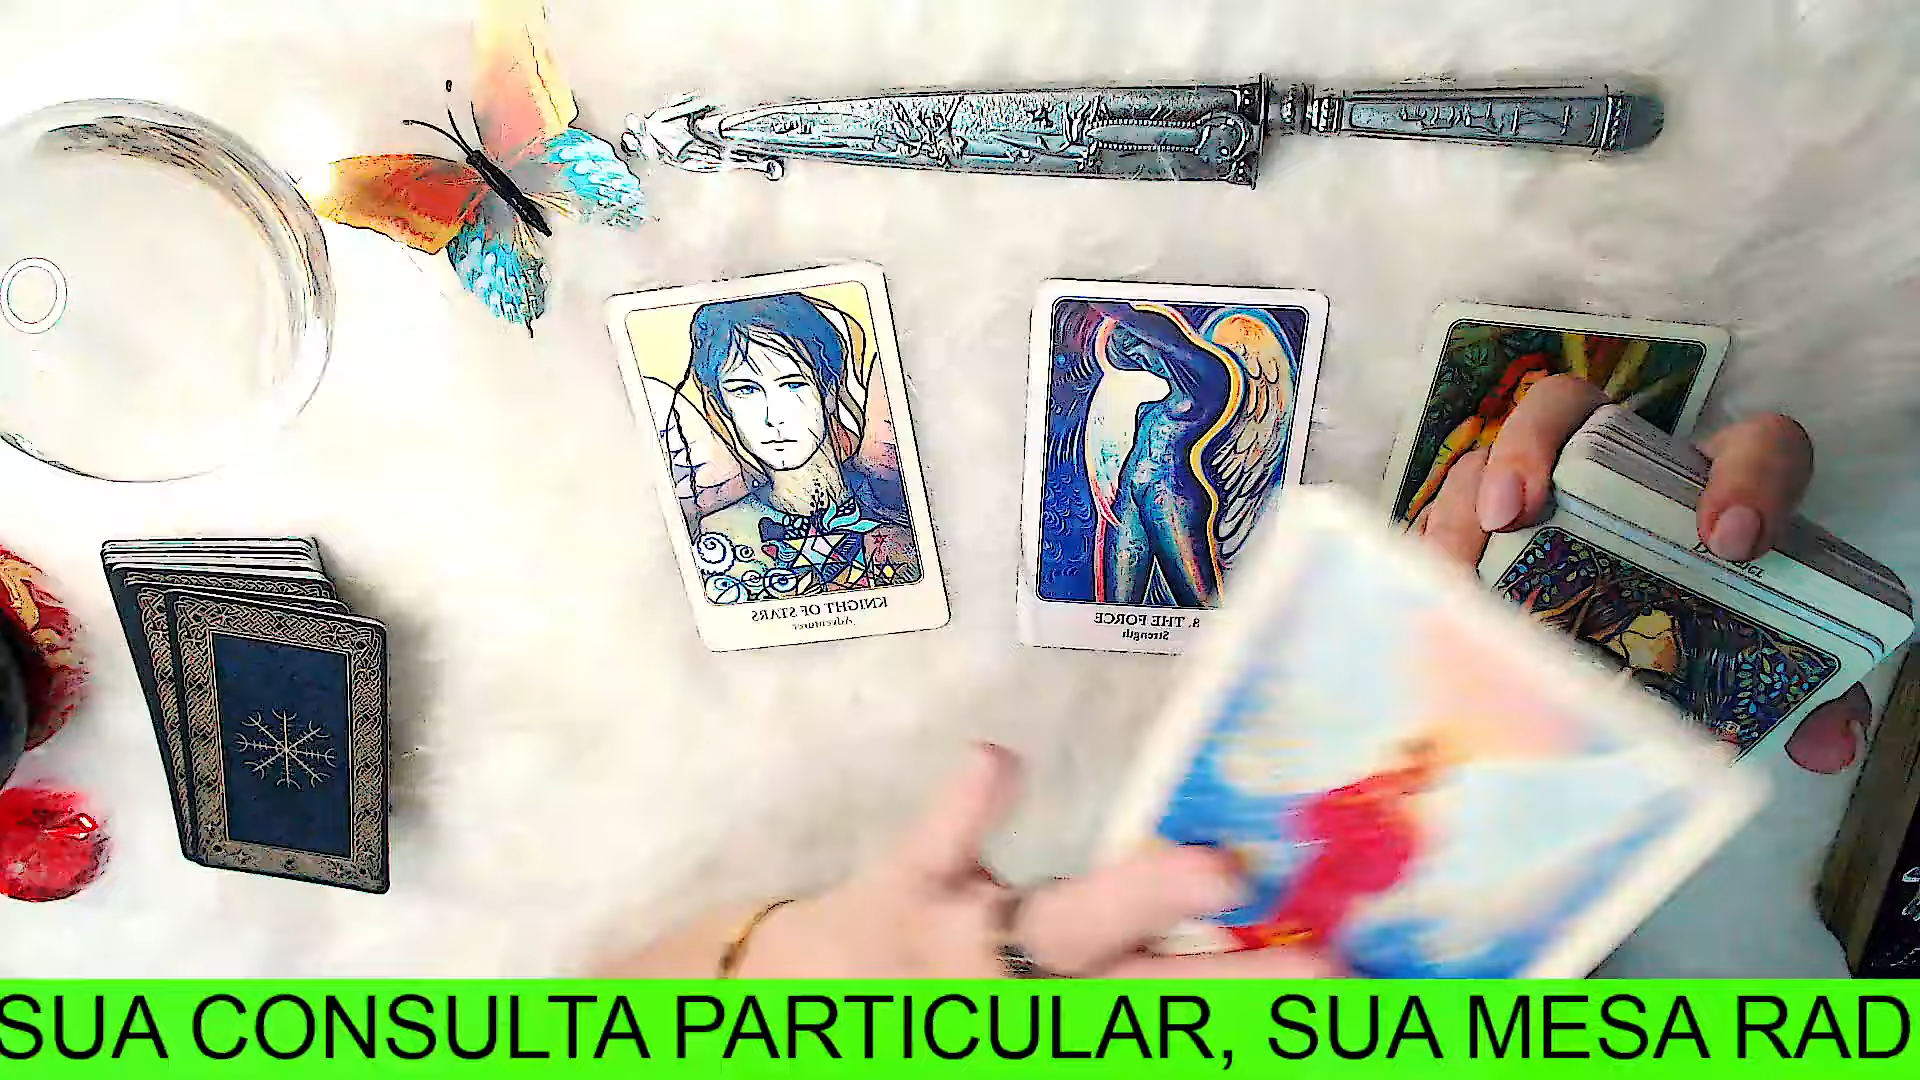 KNIGHT OF STARS
Adventurer
8. THE FORCE
Strength
SUA CONSULTA PARTICULAR, SUA MESA RAD